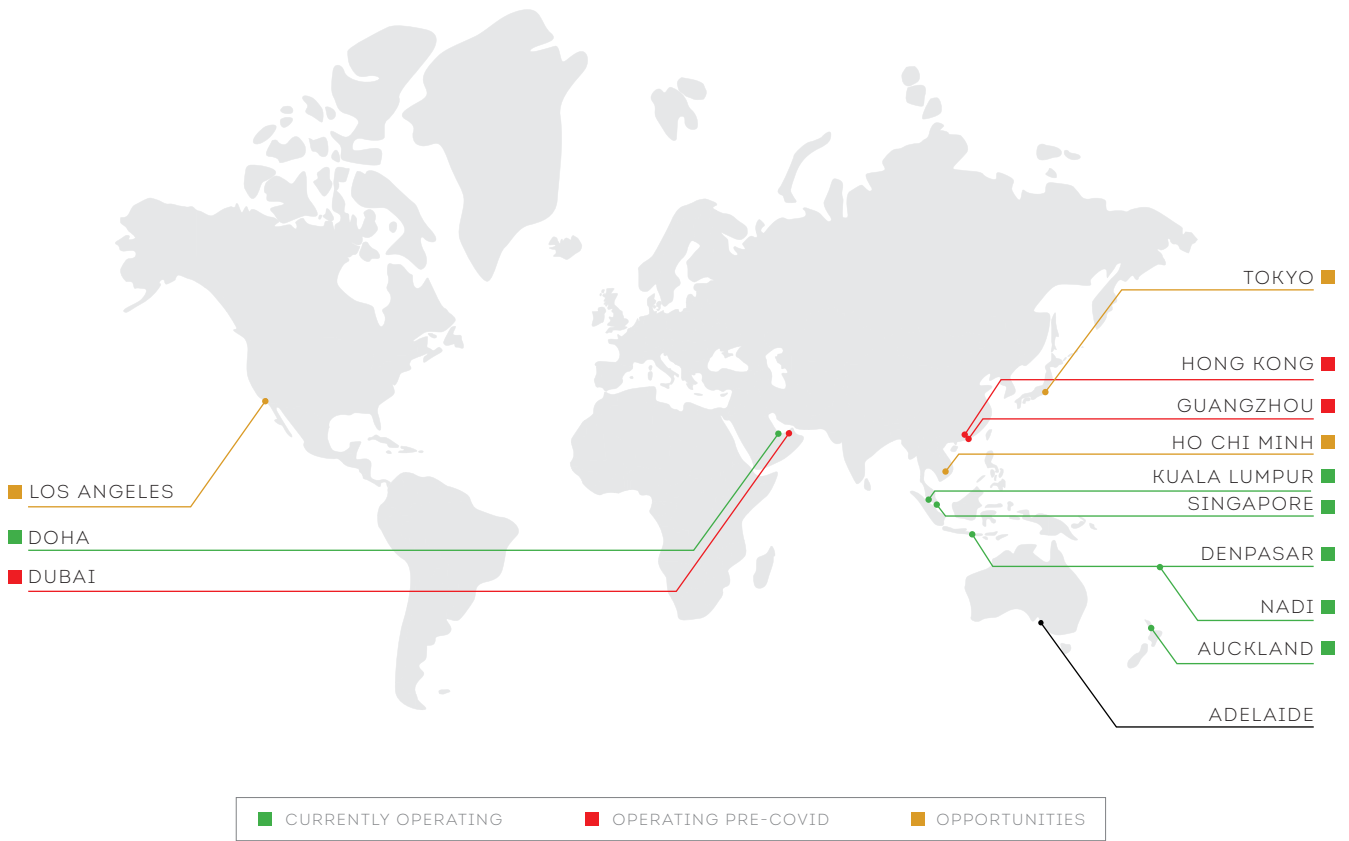 TOKYO
HONG KONG
GUANGZHOU
HO CHI MINH
KUALA LUMPUR
SINGAPORE
DENPASAR
NADI
AUCKLAND
ADELAIDE
LOS ANGELES
DOHA
DUBAI
CURRENTLY OPERATING
OPERATING PRE-COVID
OPPORTUNITIES